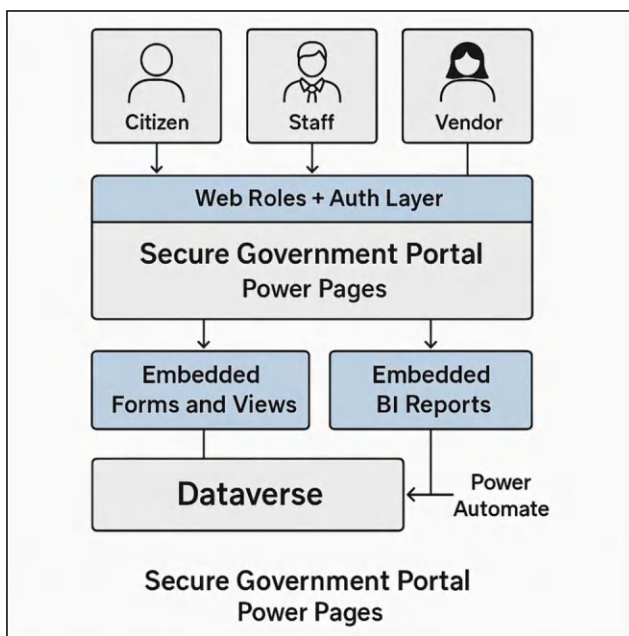 Citizen
Staff
Vendor
Web Roles + Auth Layer
Secure Government Portal
Power Pages
Embedded
Forms and Views
Embedded
BI Reports
Dataverse
Power
Automate
Secure Government Portal
Power Pages